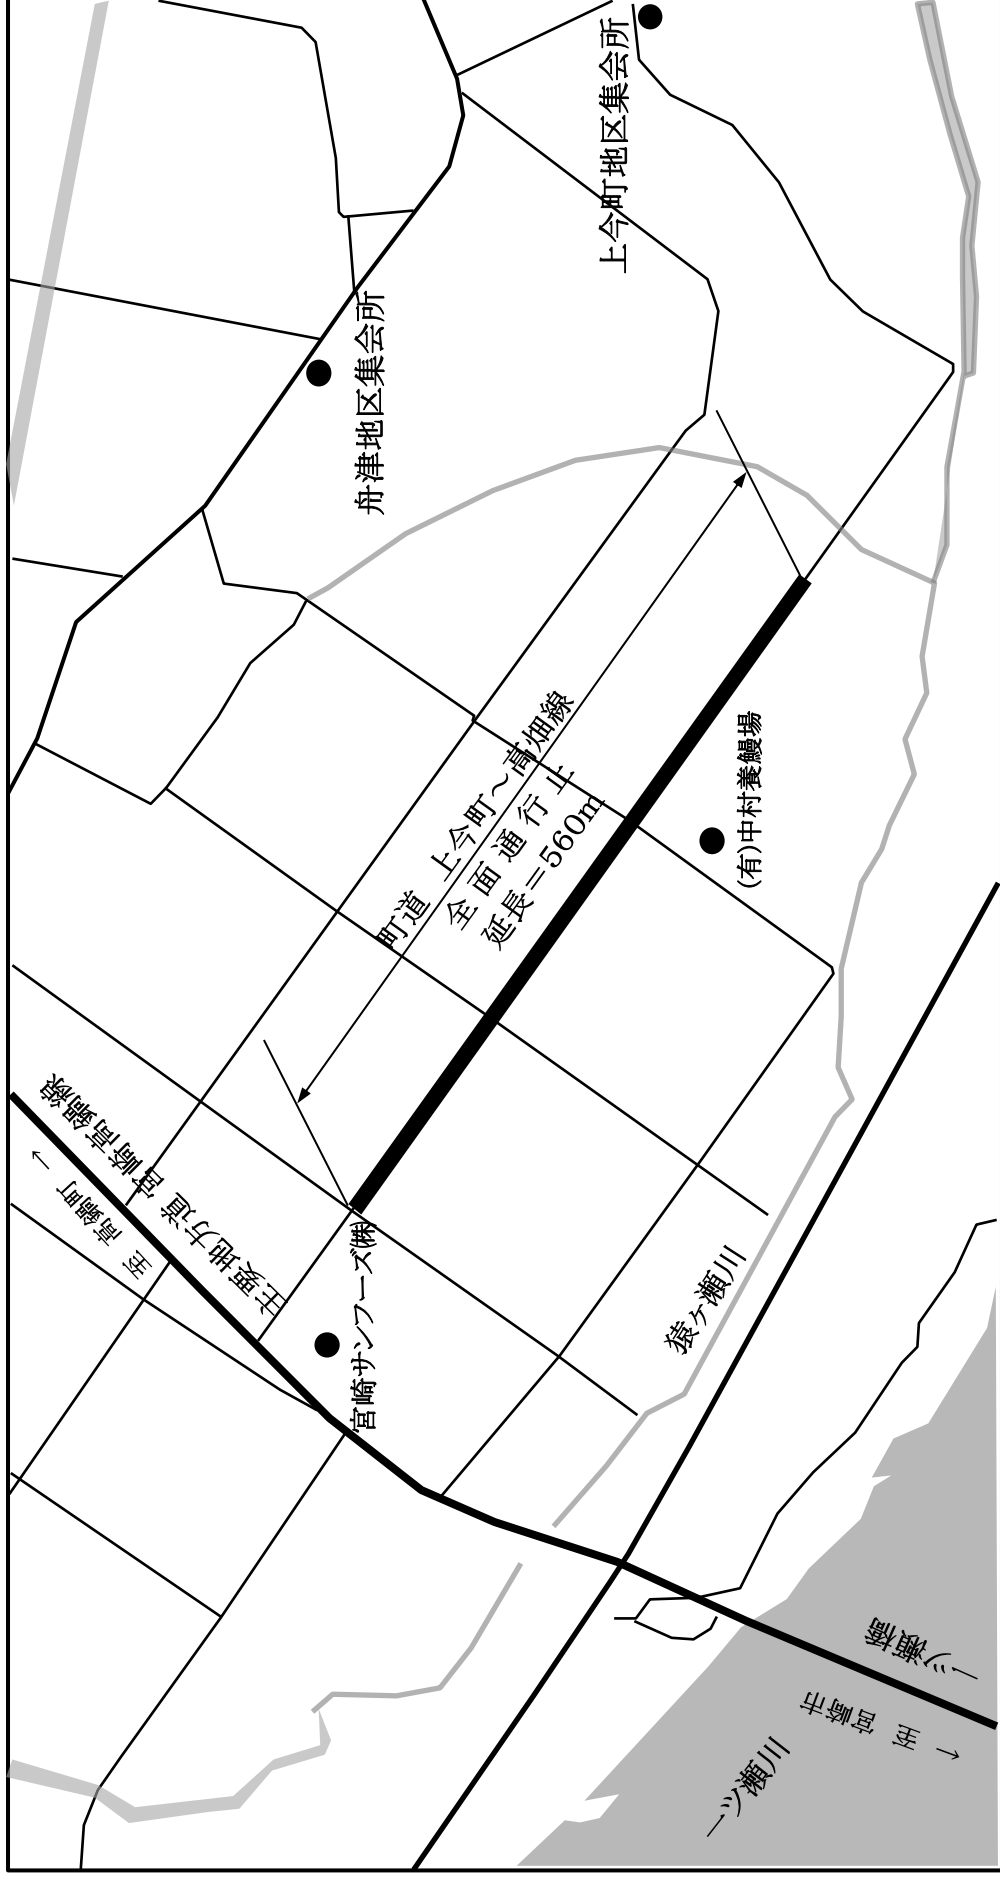 上今町地区集会所
舟津地区集会所
町道　上今町～高畑線
全面通行止
延長＝560m
(有)中村養鰻場
主要地方道 宮崎高鍋線
至 高鍋町 →
宮崎サンフーズ㈱
猿ヶ瀬川
一ツ瀬橋
至 宮崎市 →
一ツ瀬川